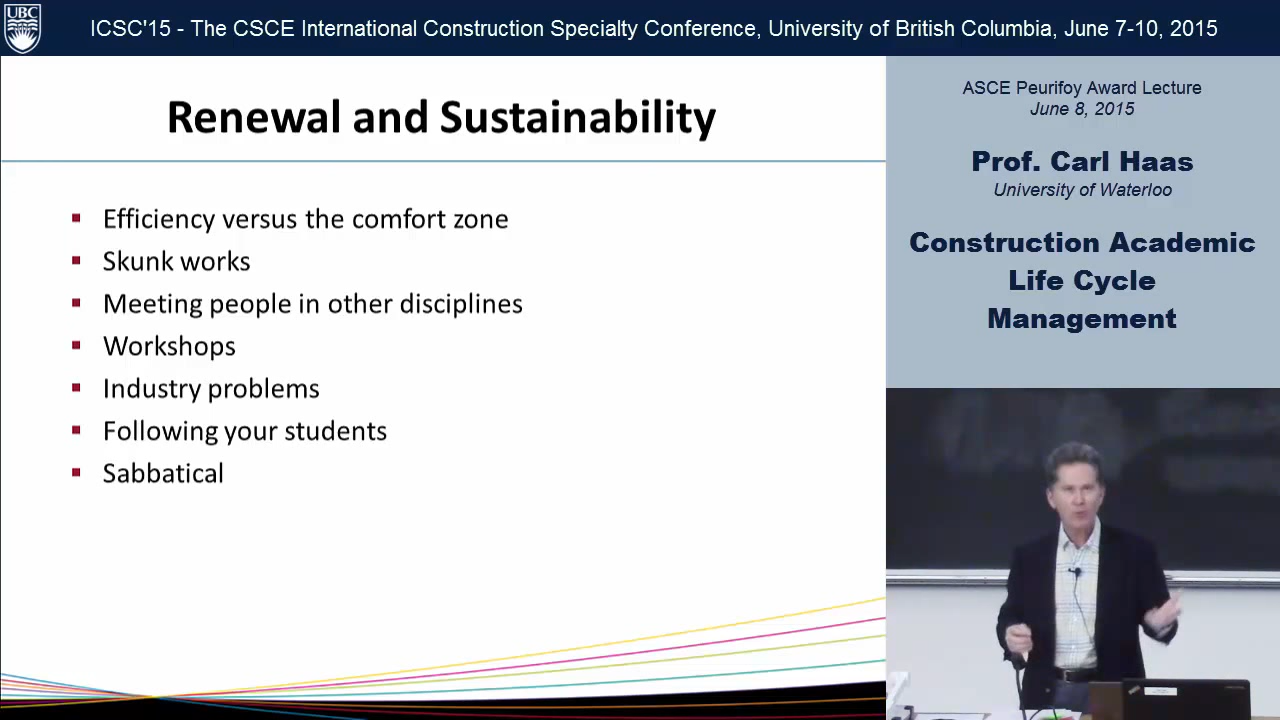 UBC
ICSC'15 - The CSCE International Construction Specialty Conference, University of British Columbia, June 7-10, 2015
Renewal and Sustainability
Efficiency versus the comfort zone
Skunk works
Meeting people in other disciplines
Workshops
Industry problems
Following your students
Sabbatical
ASCE Peurifoy Award Lecture
June 8, 2015
Prof. Carl Haas
University of Waterloo
Construction Academic
Life Cycle
Management